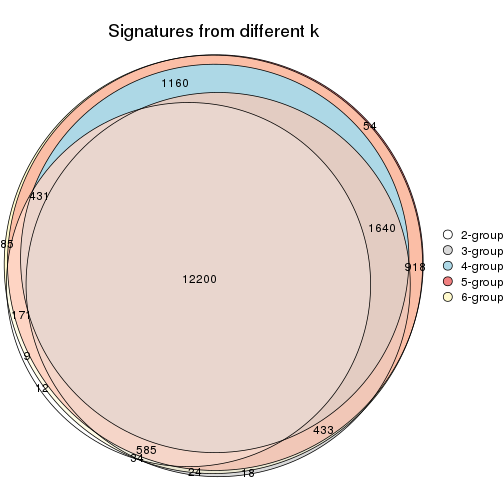 Signatures from different k
1160
54
431
1640
85
918
12200
171
9
12
433
585
34
24
18
2-group
3-group
4-group
5-group
6-group